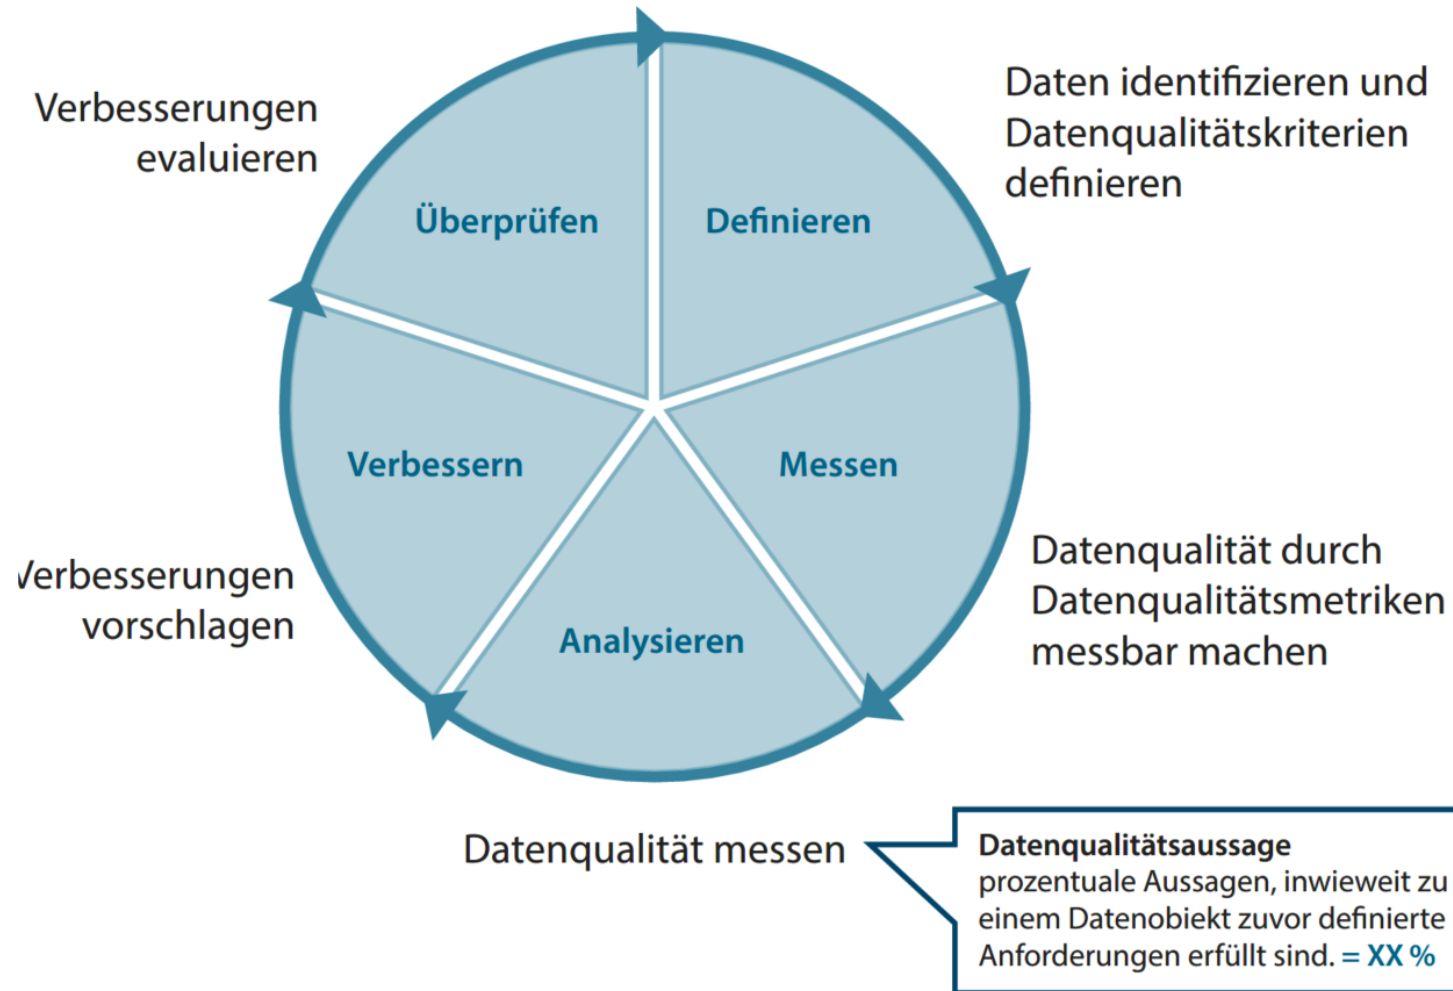 Verbesserungen
evaluieren
Daten identifizieren und
Datenqualitätskriterien
definieren
Überprüfen
Definieren
Verbessern
Messen
Verbesserungen
vorschlagen
Datenqualität durch
Datenqualitätsmetriken
messbar machen
Analysieren
Datenqualität messen
Datenqualitätsaussage
prozentuale Aussagen, inwieweit zu
einem Datenobjekt zuvor definierte
Anforderungen erfüllt sind. = XX %